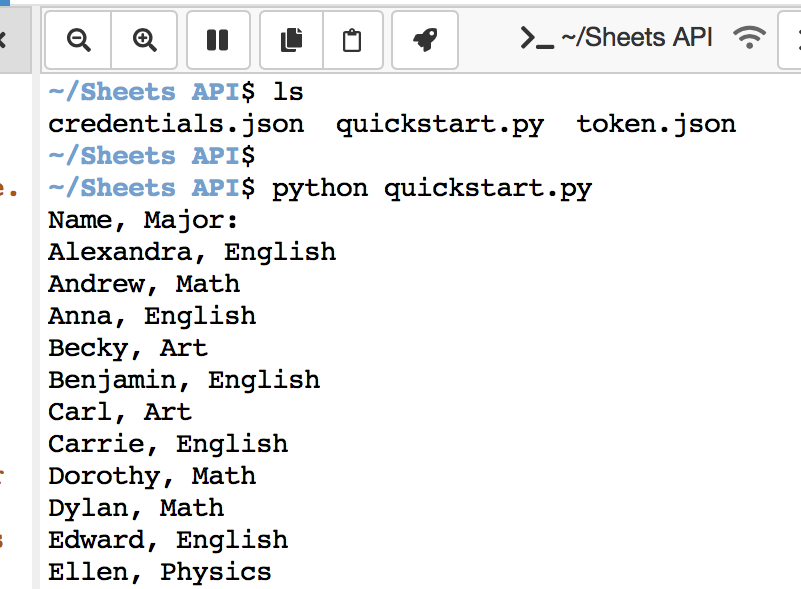 ~/Sheets API
~/Sheets API$ ls
credentials.json  quickstart.py  token.json
~/Sheets API$
~/Sheets API$ python quickstart.py
Name, Major:
Alexandra, English
Andrew, Math
Anna, English
Becky, Art
Benjamin, English
Carl, Art
Carrie, English
Dorothy, Math
Dylan, Math
Edward, English
Ellen, Physics